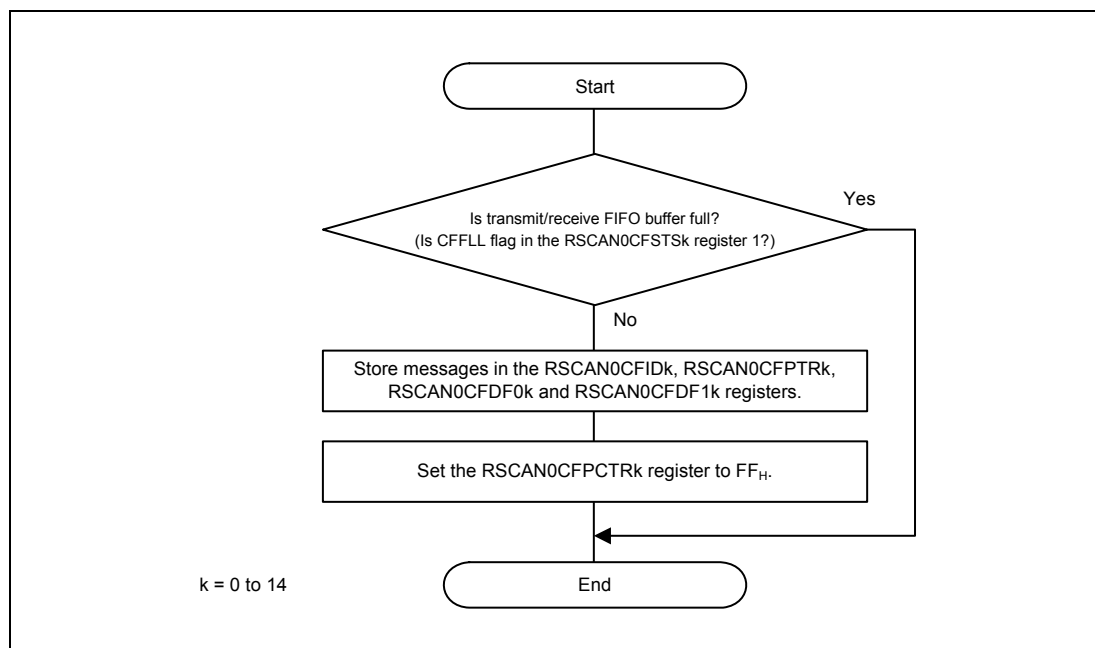 Start
Is transmit/receive FIFO buffer full?
(Is CFFLL flag in the RSCAN0CFSTSk register 1?)
Yes
No
Store messages in the RSCAN0CFIDk, RSCAN0CFPTRk,
RSCAN0CFDF0k and RSCAN0CFDF1k registers.
Set the RSCAN0CFPCTRk register to FFH.
k = 0 to 14
End